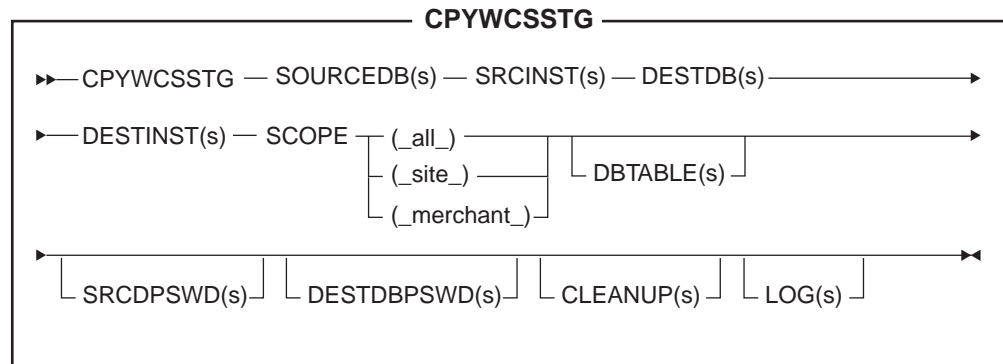 CPYWCSSTG
CPYWCSSTG SOURCEDB(s) SRCINST(s) DESTDB(s)
DESTINST(s) SCOPE (_all_)
(_site_) DBTABLE(s)
(_merchant_)
SRCDPSWD(s) DESTDBPSWD(s) CLEANUP(s) LOG(s)